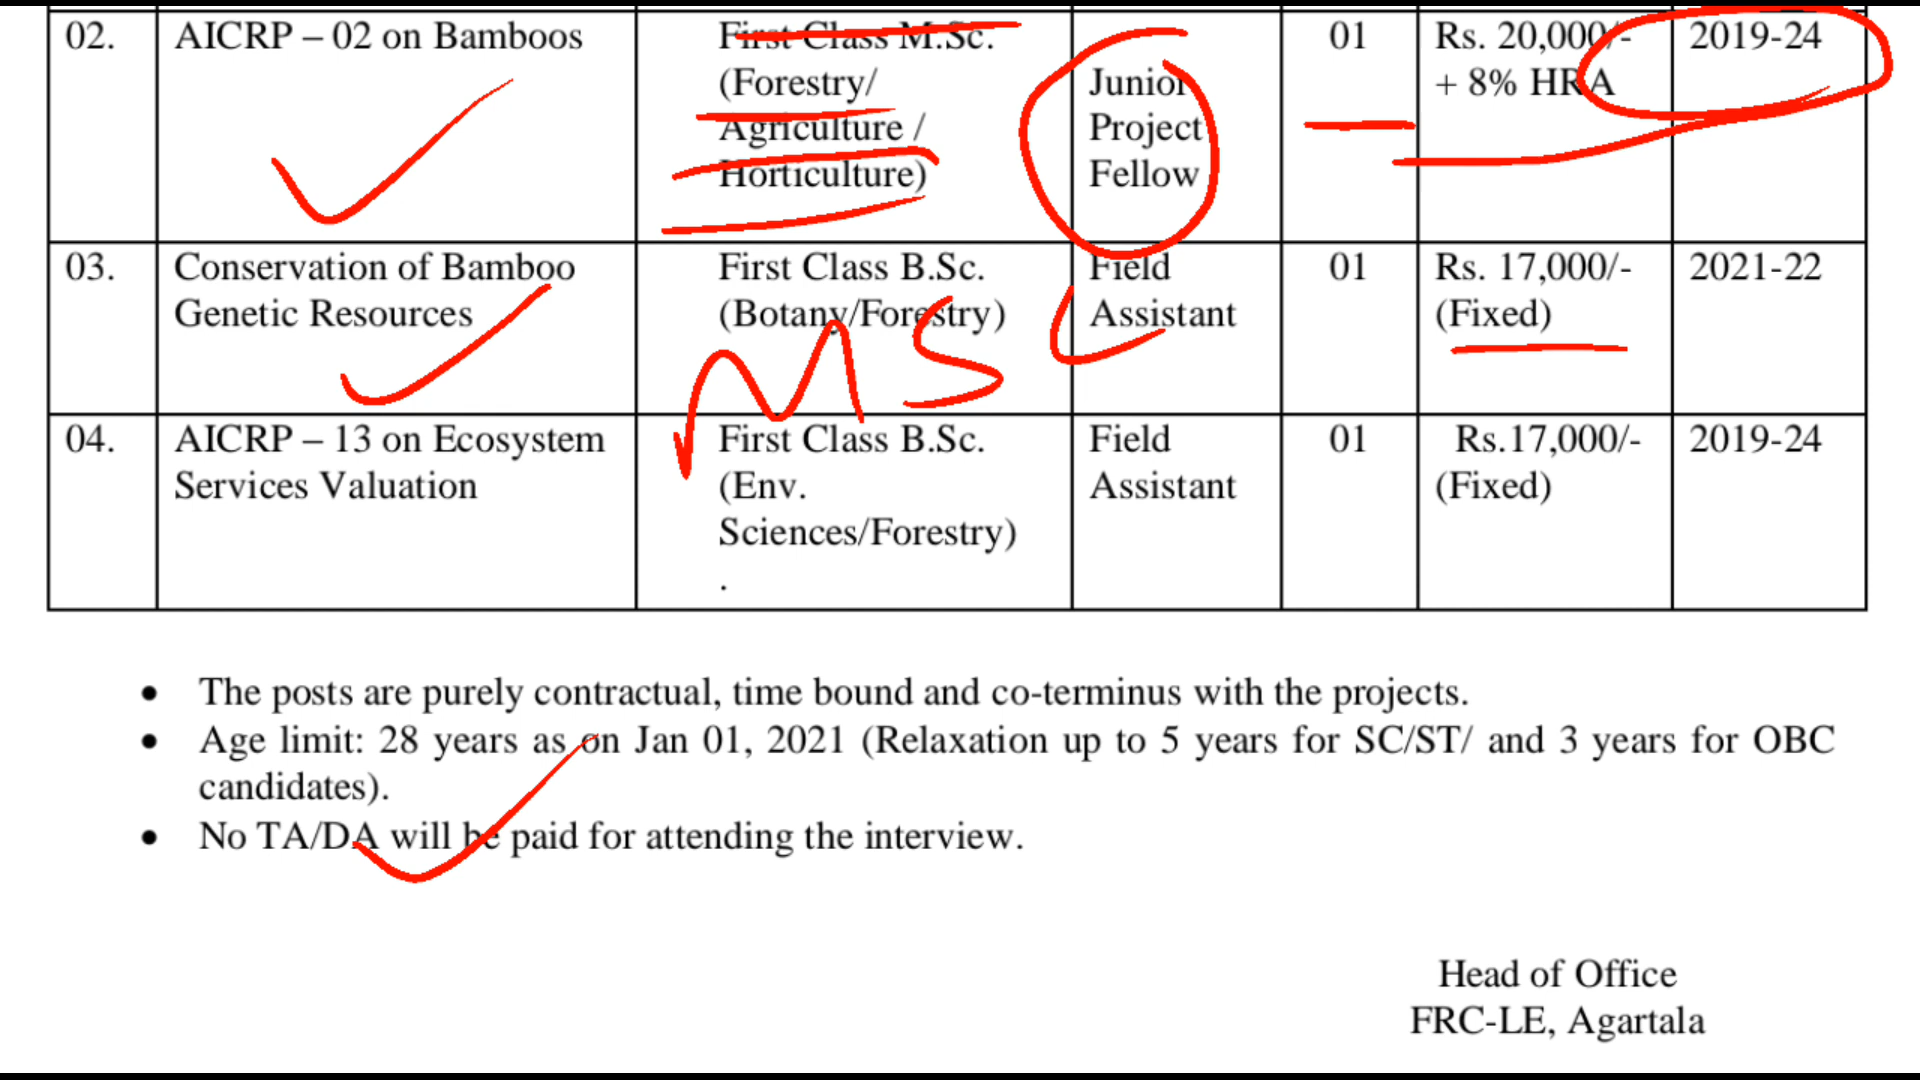 02. AICRP – 02 on Bamboos First Class M.Sc. 01 Rs. 20,000/- 2019-24
(Forestry/ Junior + 8% HRA
Agriculture / Project
Horticulture) Fellow
03. Conservation of Bamboo First Class B.Sc. Field 01 Rs. 17,000/- 2021-22
Genetic Resources (Botany/Forestry) Assistant (Fixed)
MS
04. AICRP – 13 on Ecosystem First Class B.Sc. Field 01 Rs.17,000/- 2019-24
Services Valuation (Env. Assistant (Fixed)
Sciences/Forestry)
.
• The posts are purely contractual, time bound and co-terminus with the projects.
• Age limit: 28 years as on Jan 01, 2021 (Relaxation up to 5 years for SC/ST/ and 3 years for OBC
candidates).
• No TA/DA will be paid for attending the interview.
Head of Office
FRC-LE, Agartala